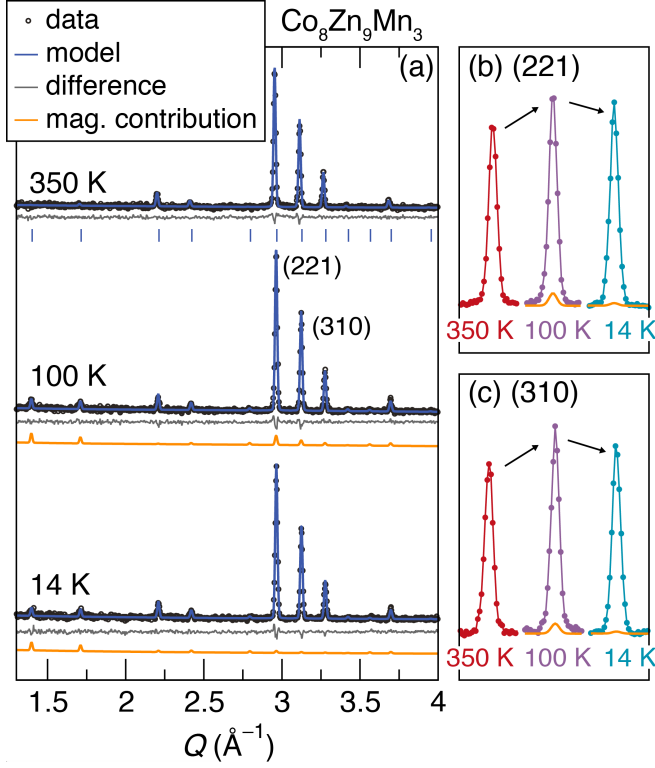 data
model
difference
mag. contribution
Co₈Zn₉Mn₃
(a)
350 K
(221)
(310)
100 K
14 K
1.5 2 2.5 3 3.5 4
Q (Å⁻¹)
(b) (221)
350 K 100 K 14 K
(c) (310)
350 K 100 K 14 K